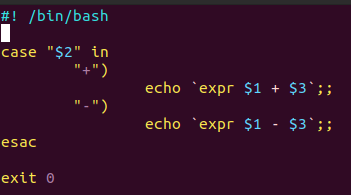 #! /bin/bash
case "$2" in
"+")
echo `expr $1 + $3`;;
"-")
echo `expr $1 - $3`;;
esac
exit 0